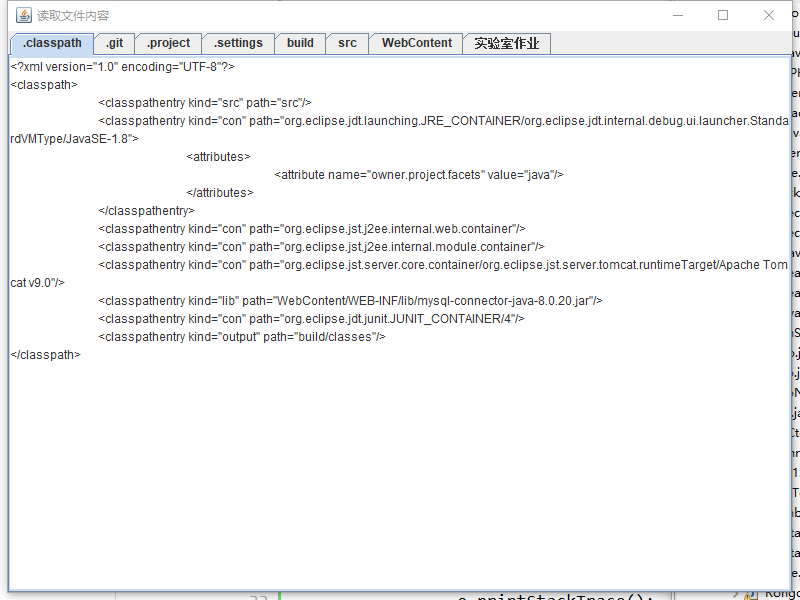 读取文件内容
.classpath .git .project .settings build src WebContent 实验室作业
<?xml version="1.0" encoding="UTF-8"?>
<classpath>
<classpathentry kind="src" path="src"/>
<classpathentry kind="con" path="org.eclipse.jdt.launching.JRE_CONTAINER/org.eclipse.jdt.internal.debug.ui.launcher.Standa
rdVMType/JavaSE-1.8">
<attributes>
<attribute name="owner.project.facets" value="java"/>
</attributes>
</classpathentry>
<classpathentry kind="con" path="org.eclipse.jst.j2ee.internal.web.container"/>
<classpathentry kind="con" path="org.eclipse.jst.j2ee.internal.module.container"/>
<classpathentry kind="con" path="org.eclipse.jst.server.core.container/org.eclipse.jst.server.tomcat.runtimeTarget/Apache Tom
cat v9.0"/>
<classpathentry kind="lib" path="WebContent/WEB-INF/lib/mysql-connector-java-8.0.20.jar"/>
<classpathentry kind="con" path="org.eclipse.jdt.junit.JUNIT_CONTAINER/4"/>
<classpathentry kind="output" path="build/classes"/>
</classpath>
e.printStackTrace();